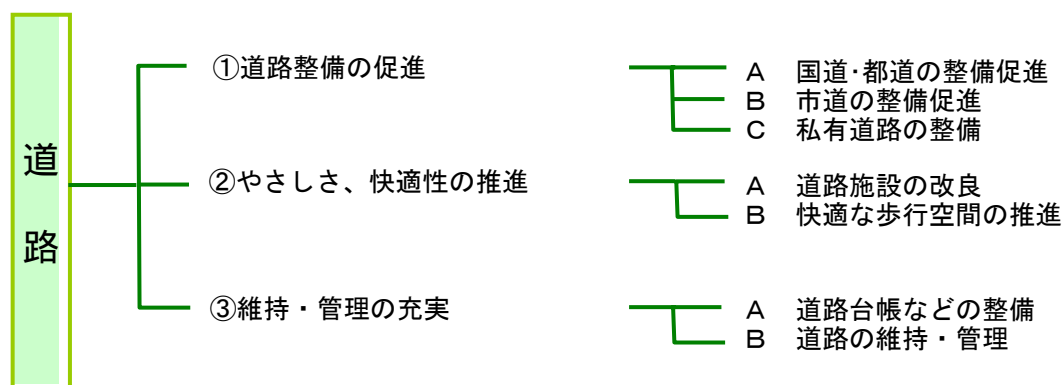 道路
①道路整備の促進
A 国道･都道の整備促進
B 市道の整備促進
C 私有道路の整備
②やさしさ、快適性の推進
A 道路施設の改良
B 快適な歩行空間の推進
③維持・管理の充実
A 道路台帳などの整備
B 道路の維持・管理